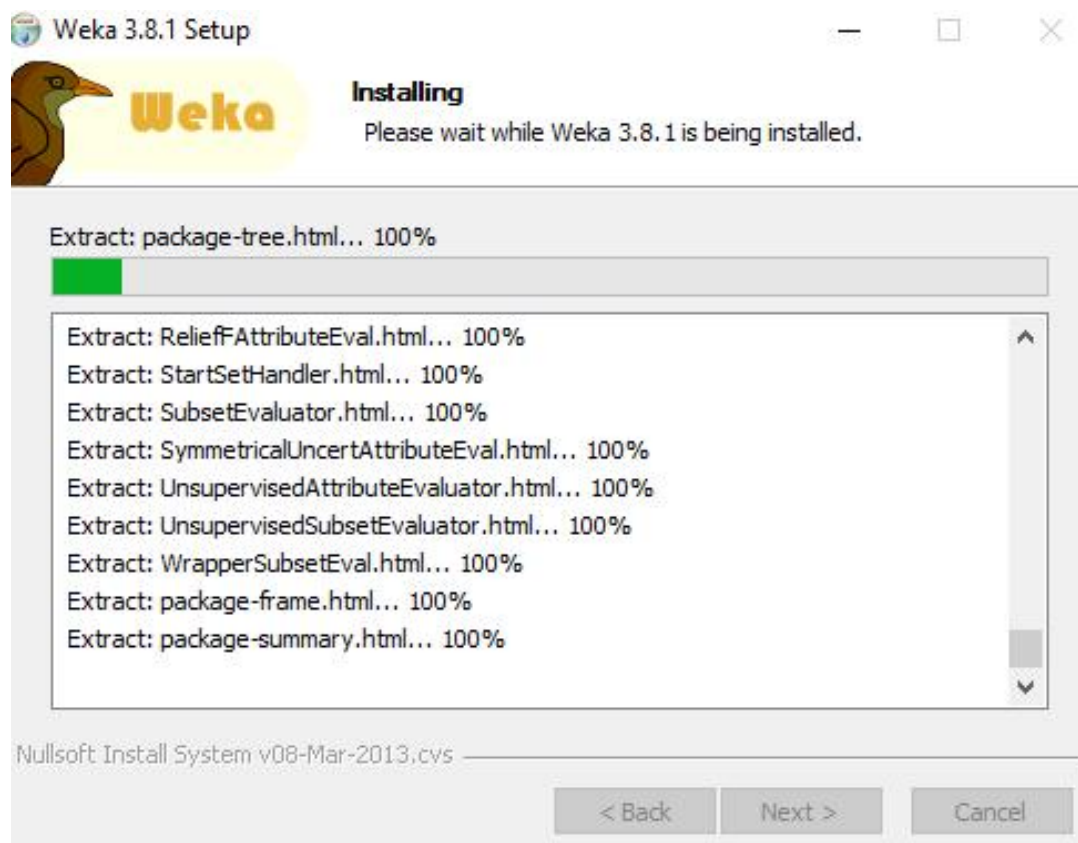 Weka 3.8.1 Setup
Weka
Installing
Please wait while Weka 3.8.1 is being installed.
Extract: package-tree.html... 100%
Extract: ReliefFAttributeEval.html... 100%
Extract: StartSetHandler.html... 100%
Extract: SubsetEvaluator.html... 100%
Extract: SymmetricalUncertAttributeEval.html... 100%
Extract: UnsupervisedAttributeEvaluator.html... 100%
Extract: UnsupervisedSubsetEvaluator.html... 100%
Extract: WrapperSubsetEval.html... 100%
Extract: package-frame.html... 100%
Extract: package-summary.html... 100%
Nullsoft Install System v08-Mar-2013.cvs
< Back Next > Cancel